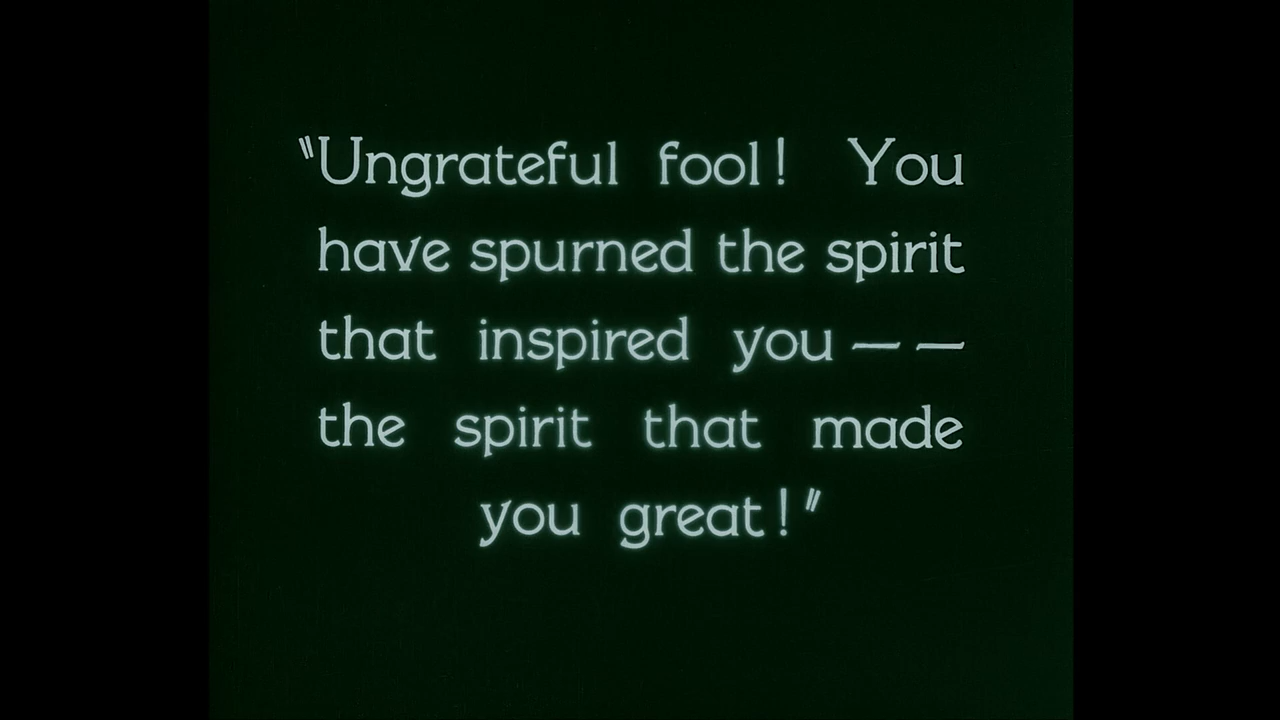 "Ungrateful fool! You
have spurned the spirit
that inspired you — —
the spirit that made
you great!"